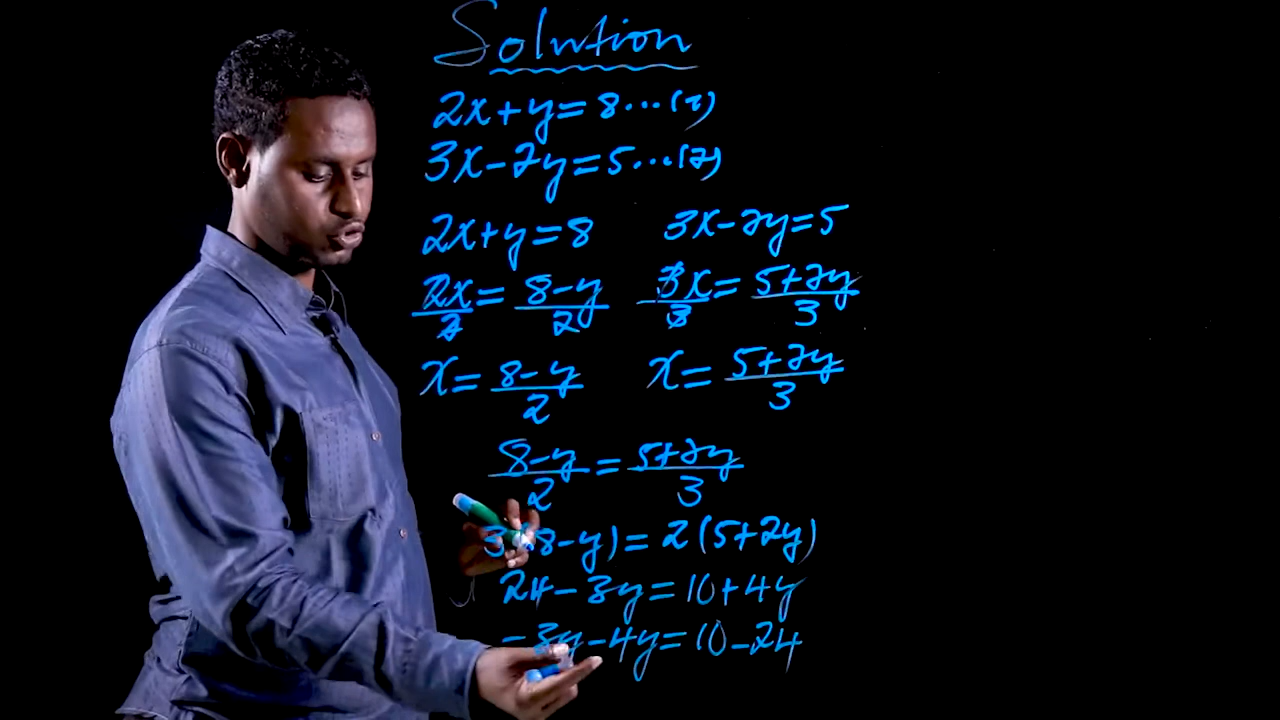 Solution
2x+y=8...(1)
3x-2y=5...(2)
2x+y=8 3x-2y=5
2x/2=8-y/2 3x/3=5+2y/3
x=8-y/2 x=5+2y/3
8-y/2=5+2y/3
3(8-y)=2(5+2y)
24-3y=10+4y
-3y-4y=10-24